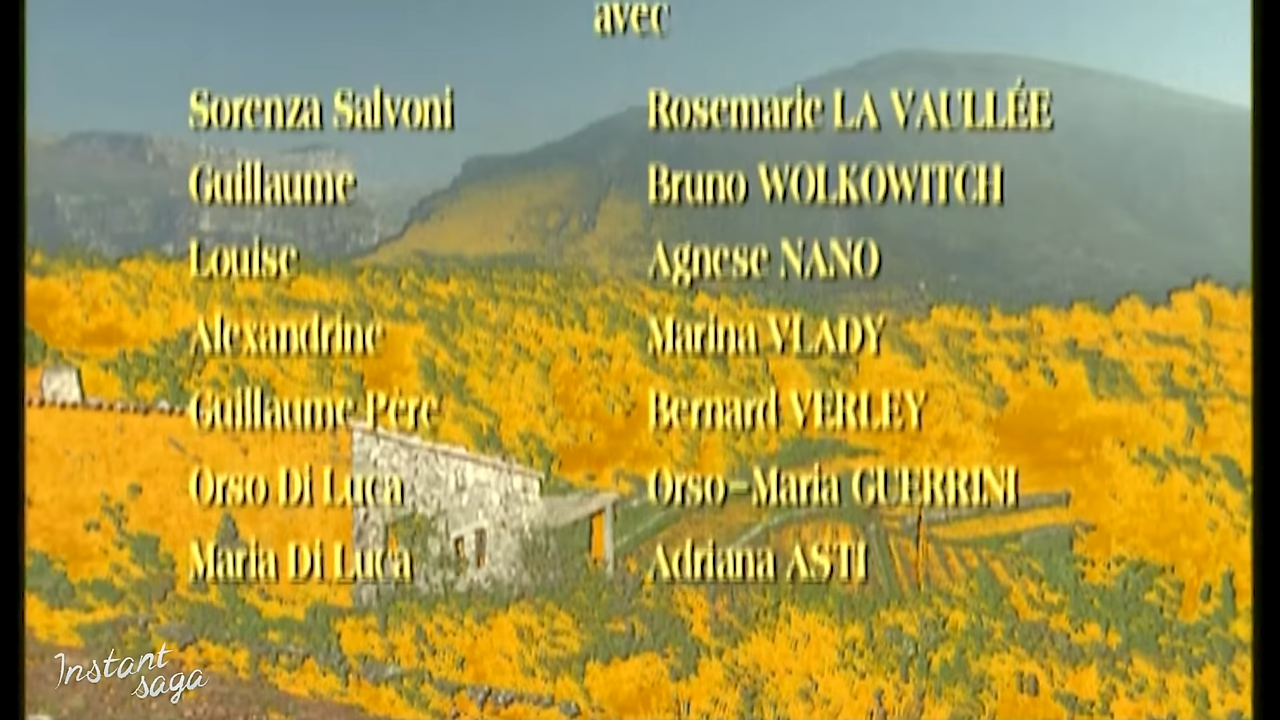 avec
Sorenza Salvoni Rosemarie LA VAULLÉE
Guillaume Bruno WOLKOWITCH
Louise Agnese NANO
Alexandrine Marina VLADY
Guillaume Père Bernard VERLEY
Orso Di Luca Orso-Maria GUERRINI
Maria Di Luca Adriana ASTI
Instant
saga